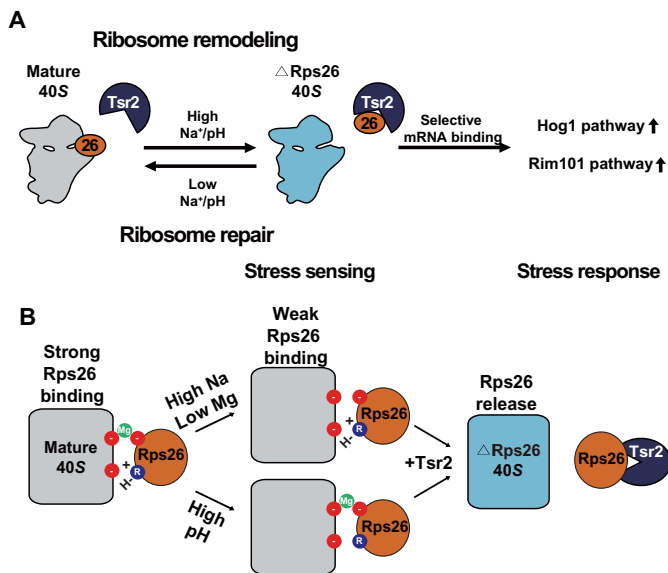 A
Ribosome remodeling
Mature
40S
Tsr2
26
High
Na⁺/pH
Low
Na⁺/pH
△Rps26
40S
Tsr2
26
Selective
mRNA binding
Hog1 pathway ↑
Rim101 pathway ↑
Ribosome repair
Stress sensing
Stress response
B
Strong
Rps26
binding
Mature
40S
- Mg -
- + H- R
Rps26
High Na
Low Mg
High
pH
Weak
Rps26
binding
- -
- + H- R
Rps26
- Mg -
- R
Rps26
+Tsr2
Rps26
release
△Rps26
40S
Rps26
Tsr2